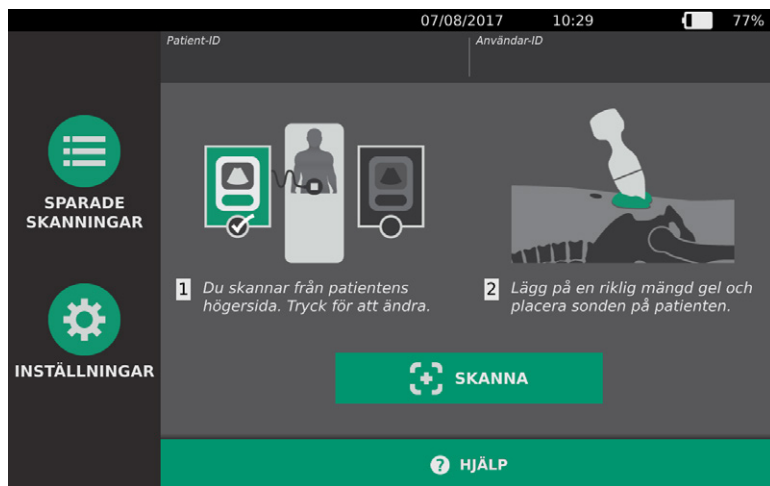 07/08/2017 10:29 77%
Patient-ID
Användar-ID
SPARADE
SKANNINGAR
INSTÄLLNINGAR
1 Du skannar från patientens
högersida. Tryck för att ändra.
2 Lägg på en riklig mängd gel och
placera sonden på patienten.
SKANNA
? HJÄLP